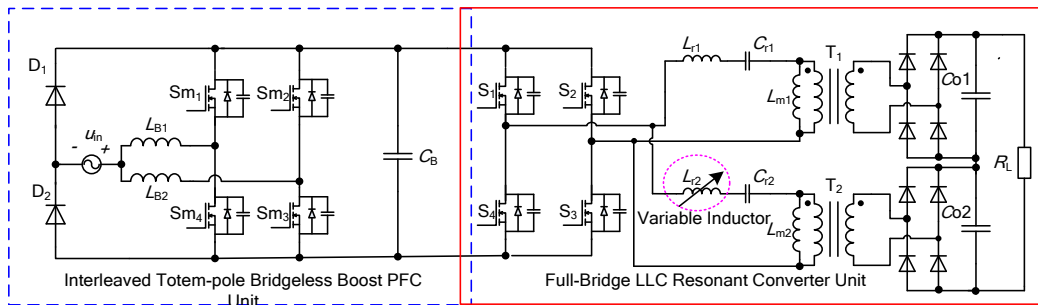 D1
Sm1
Sm2
LB1
uin
- +
LB2
D2
Sm4
Sm3
CB
Interleaved Totem-pole Bridgeless Boost PFC
Unit
S1
S2
S4
S3
Lr1
Cr1
T1
Lm1
Co1
RL
Lr2
Cr2
T2
Variable Inductor
Lm2
Co2
Full-Bridge LLC Resonant Converter Unit